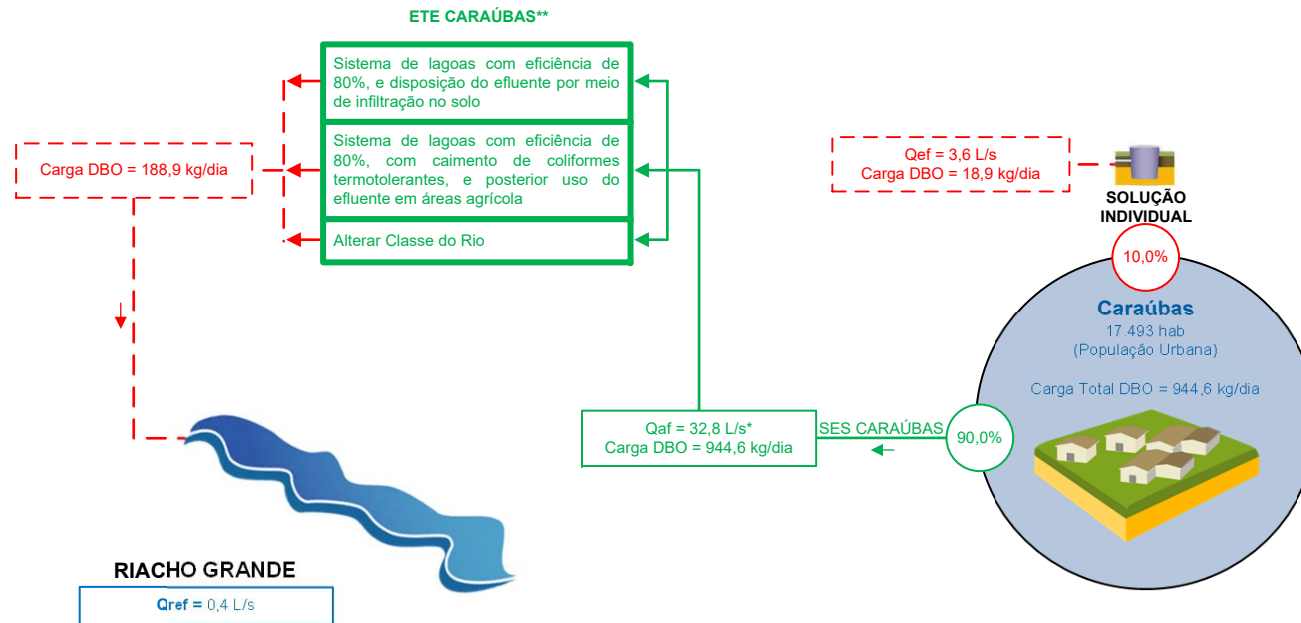 ETE CARAÚBAS**
Sistema de lagoas com eficiência de
80%, e disposição do efluente por meio
de infiltração no solo
Sistema de lagoas com eficiência de
80%, com caimento de coliformes
termotolerantes, e posterior uso do
efluente em áreas agrícola
Alterar Classe do Rio
Carga DBO = 188,9 kg/dia
Qef = 3,6 L/s
Carga DBO = 18,9 kg/dia
SOLUÇÃO
INDIVIDUAL
10,0%
Caraúbas
17.493 hab
(População Urbana)
Carga Total DBO = 944,6 kg/dia
90,0%
SES CARAÚBAS
Qaf = 32,8 L/s*
Carga DBO = 944,6 kg/dia
RIACHO GRANDE
Qref = 0,4 L/s